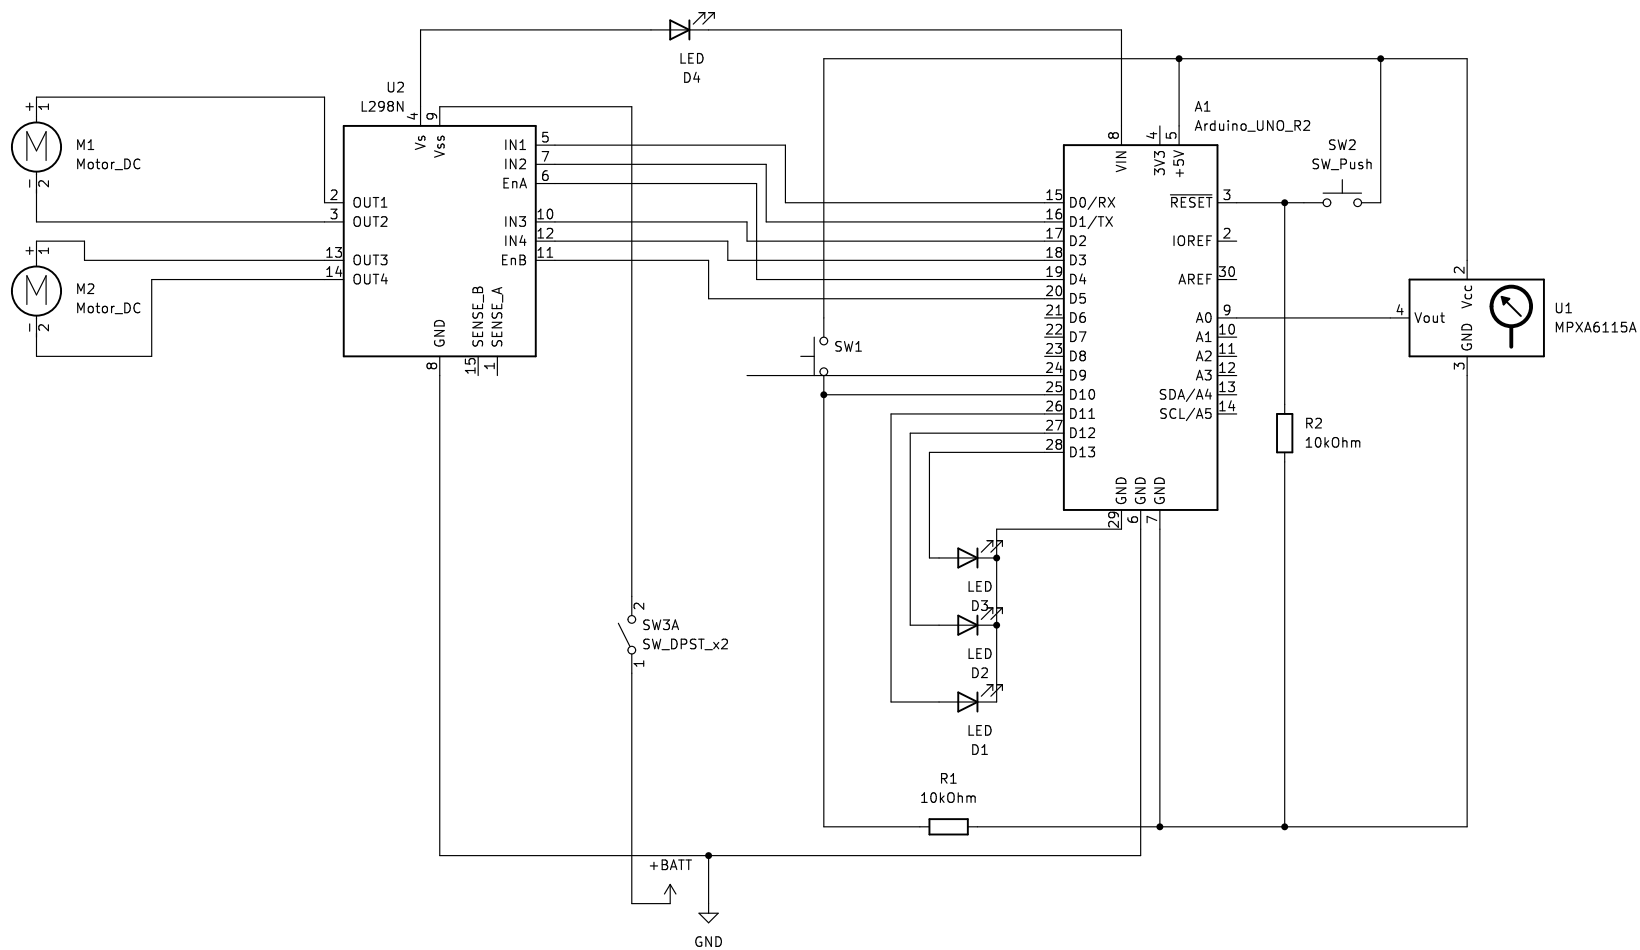 LED
D4
U2
L298N
4
9
Vs
Vss
+
1
M
M1
Motor_DC
-
2
+
1
M
M2
Motor_DC
-
2
2
OUT1
3
OUT2
13
OUT3
14
OUT4
IN1
5
IN2
7
EnA
6
IN3
10
IN4
12
EnB
11
GND
SENSE_B
SENSE_A
8
15
1
A1
Arduino_UNO_R2
8
4
5
VIN
3V3
+5V
15
D0/RX
16
D1/TX
17
D2
18
D3
19
D4
20
D5
21
D6
22
D7
23
D8
24
D9
25
D10
26
D11
27
D12
28
D13
RESET
3
IOREF
2
AREF
30
A0
9
A1
10
A2
11
A3
12
SDA/A4
13
SCL/A5
14
GND
GND
GND
29
6
7
SW2
SW_Push
2
Vcc
4
Vout
GND
3
U1
MPXA6115A
SW1
R2
10kOhm
LED
D3
LED
D2
LED
D1
2
SW3A
SW_DPST_x2
1
R1
10kOhm
+BATT
GND